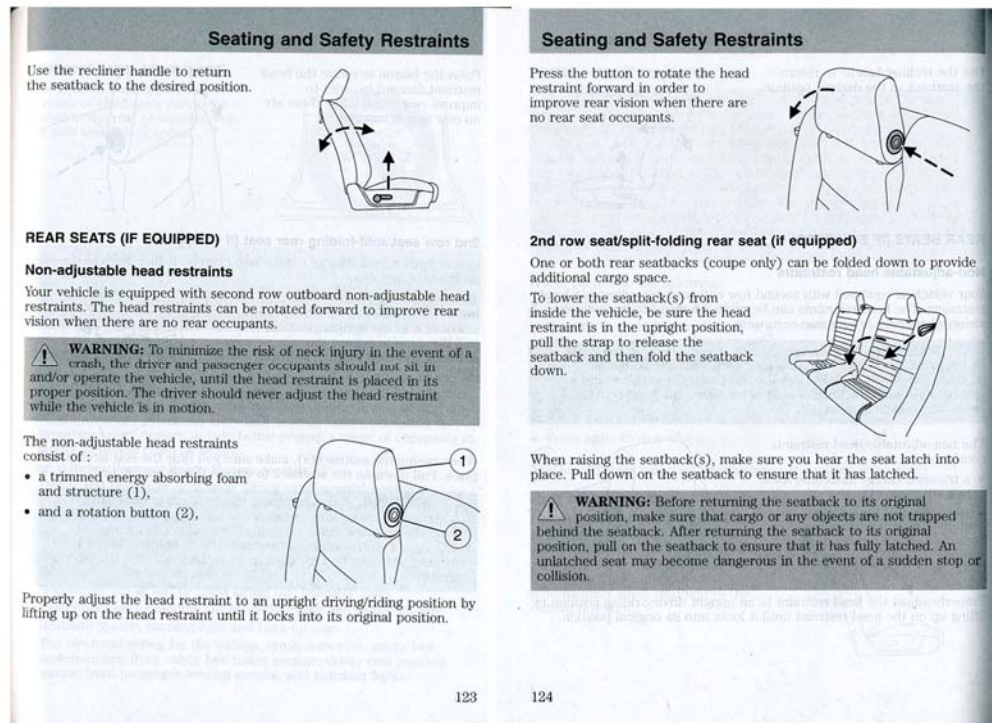 Seating and Safety Restraints
Use the recliner handle to return
the seatback to the desired position.
REAR SEATS (IF EQUIPPED)
Non-adjustable head restraints
Your vehicle is equipped with second row outboard non-adjustable head
restraints. The head restraints can be rotated forward to improve rear
vision when there are no rear occupants.
WARNING: To minimize the risk of neck injury in the event of a
crash, the driver and passenger occupants should not sit in
and/or operate the vehicle, until the head restraint is placed in its
proper position. The driver should never adjust the head restraint
while the vehicle is in motion.
The non-adjustable head restraints
consist of :
• a trimmed energy absorbing foam
and structure (1),
• and a rotation button (2),
1
2
Properly adjust the head restraint to an upright driving/riding position by
lifting up on the head restraint until it locks into its original position.
123
Seating and Safety Restraints
Press the button to rotate the head
restraint forward in order to
improve rear vision when there are
no rear seat occupants.
2nd row seat/split-folding rear seat (if equipped)
One or both rear seatbacks (coupe only) can be folded down to provide
additional cargo space.
To lower the seatback(s) from
inside the vehicle, be sure the head
restraint is in the upright position,
pull the strap to release the
seatback and then fold the seatback
down.
When raising the seatback(s), make sure you hear the seat latch into
place. Pull down on the seatback to ensure that it has latched.
WARNING: Before returning the seatback to its original
position, make sure that cargo or any objects are not trapped
behind the seatback. After returning the seatback to its original
position, pull on the seatback to ensure that it has fully latched. An
unlatched seat may become dangerous in the event of a sudden stop or
collision.
124